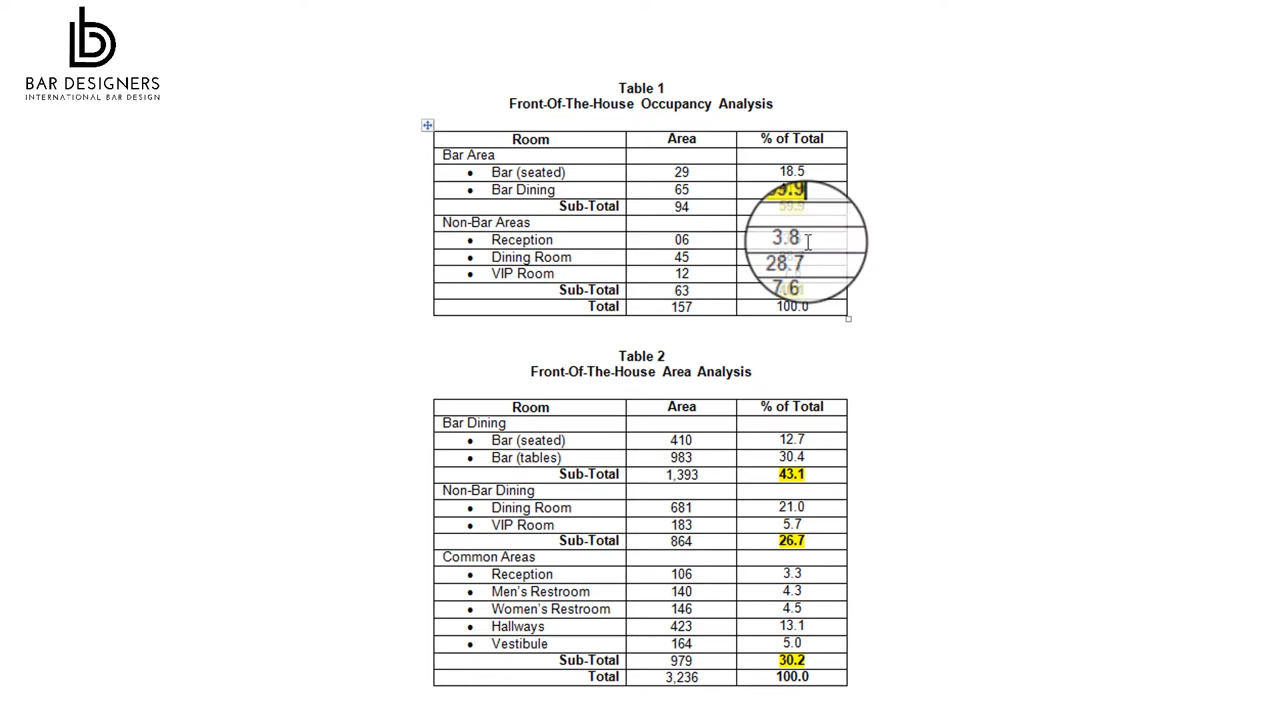 BAR DESIGNERS
INTERNATIONAL BAR DESIGN
Table 1
Front-Of-The-House Occupancy Analysis
Room Area % of Total
Bar Area
• Bar (seated) 29 18.5
• Bar Dining 65
Sub-Total 94 59.9
Non-Bar Areas
• Reception 06 3.8
• Dining Room 45 28.7
• VIP Room 12 7.6
Sub-Total 63
Total 157 100.0
Table 2
Front-Of-The-House Area Analysis
Room Area % of Total
Bar Dining
• Bar (seated) 410 12.7
• Bar (tables) 983 30.4
Sub-Total 1,393 43.1
Non-Bar Dining
• Dining Room 681 21.0
• VIP Room 183 5.7
Sub-Total 864 26.7
Common Areas
• Reception 106 3.3
• Men's Restroom 140 4.3
• Women's Restroom 146 4.5
• Hallways 423 13.1
• Vestibule 164 5.0
Sub-Total 979 30.2
Total 3,236 100.0